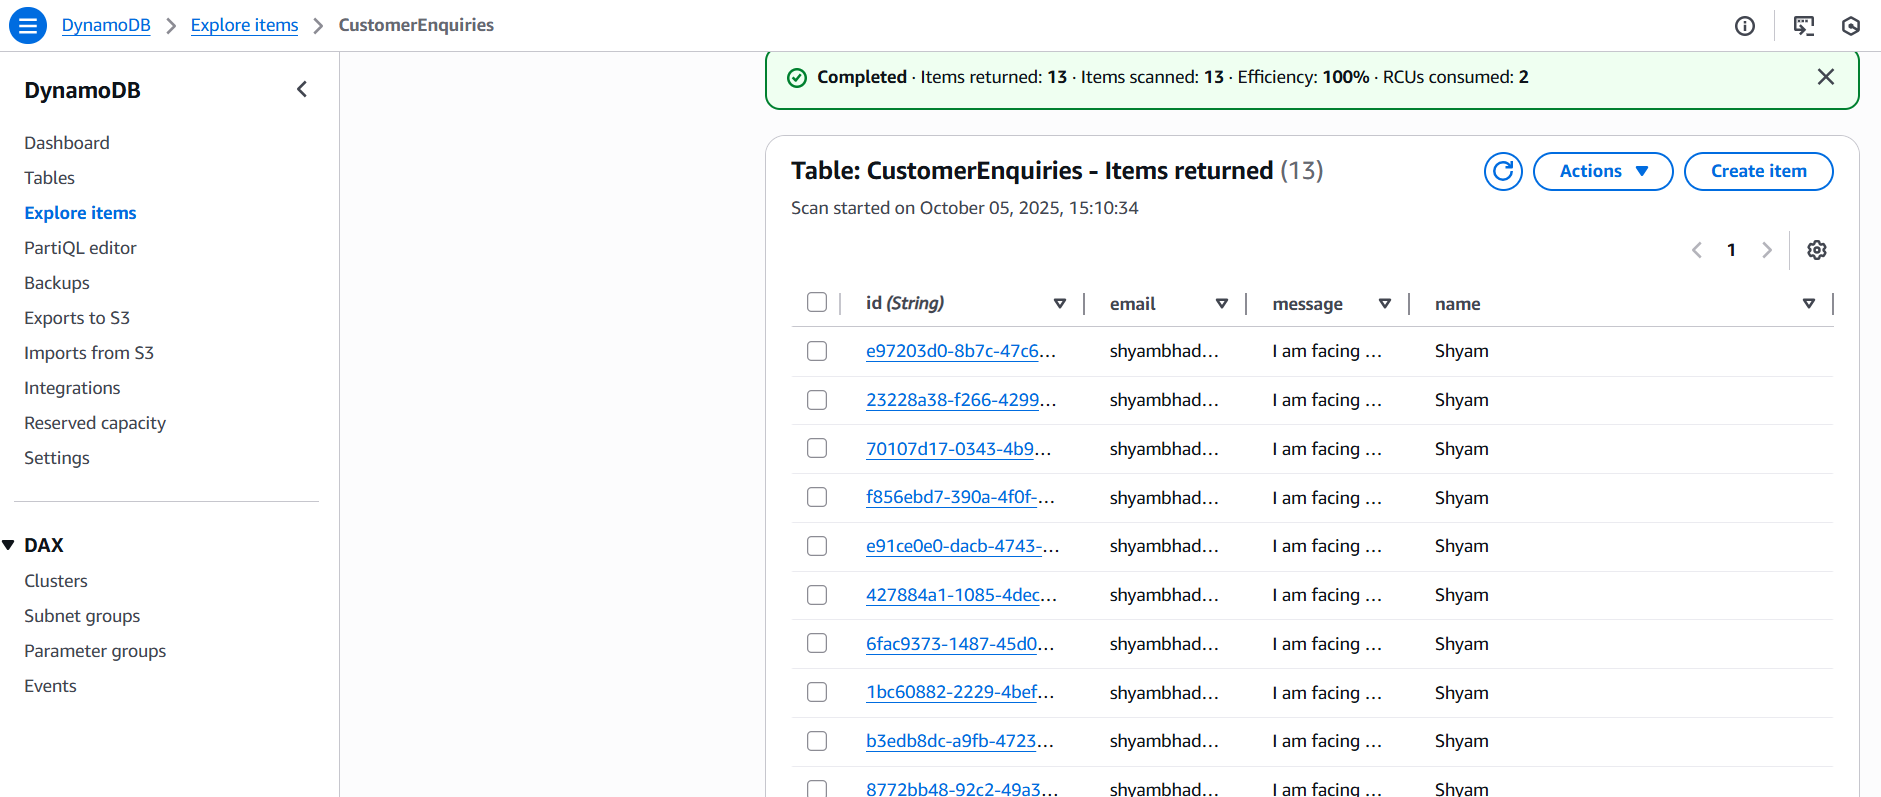 DynamoDB > Explore items > CustomerEnquiries
DynamoDB
Dashboard
Tables
Explore items
PartiQL editor
Backups
Exports to S3
Imports from S3
Integrations
Reserved capacity
Settings
DAX
Clusters
Subnet groups
Parameter groups
Events
Completed · Items returned: 13 · Items scanned: 13 · Efficiency: 100% · RCUs consumed: 2
Table: CustomerEnquiries - Items returned (13)
Actions
Create item
Scan started on October 05, 2025, 15:10:34
1
id (String) email message name
e97203d0-8b7c-47c6... shyambhad... I am facing ... Shyam
23228a38-f266-4299... shyambhad... I am facing ... Shyam
70107d17-0343-4b9... shyambhad... I am facing ... Shyam
f856ebd7-390a-4f0f-... shyambhad... I am facing ... Shyam
e91ce0e0-dacb-4743-... shyambhad... I am facing ... Shyam
427884a1-1085-4dec... shyambhad... I am facing ... Shyam
6fac9373-1487-45d0... shyambhad... I am facing ... Shyam
1bc60882-2229-4bef... shyambhad... I am facing ... Shyam
b3edb8dc-a9fb-4723... shyambhad... I am facing ... Shyam
8772bb48-92c2-49a3... shyambhad... I am facing ... Shyam